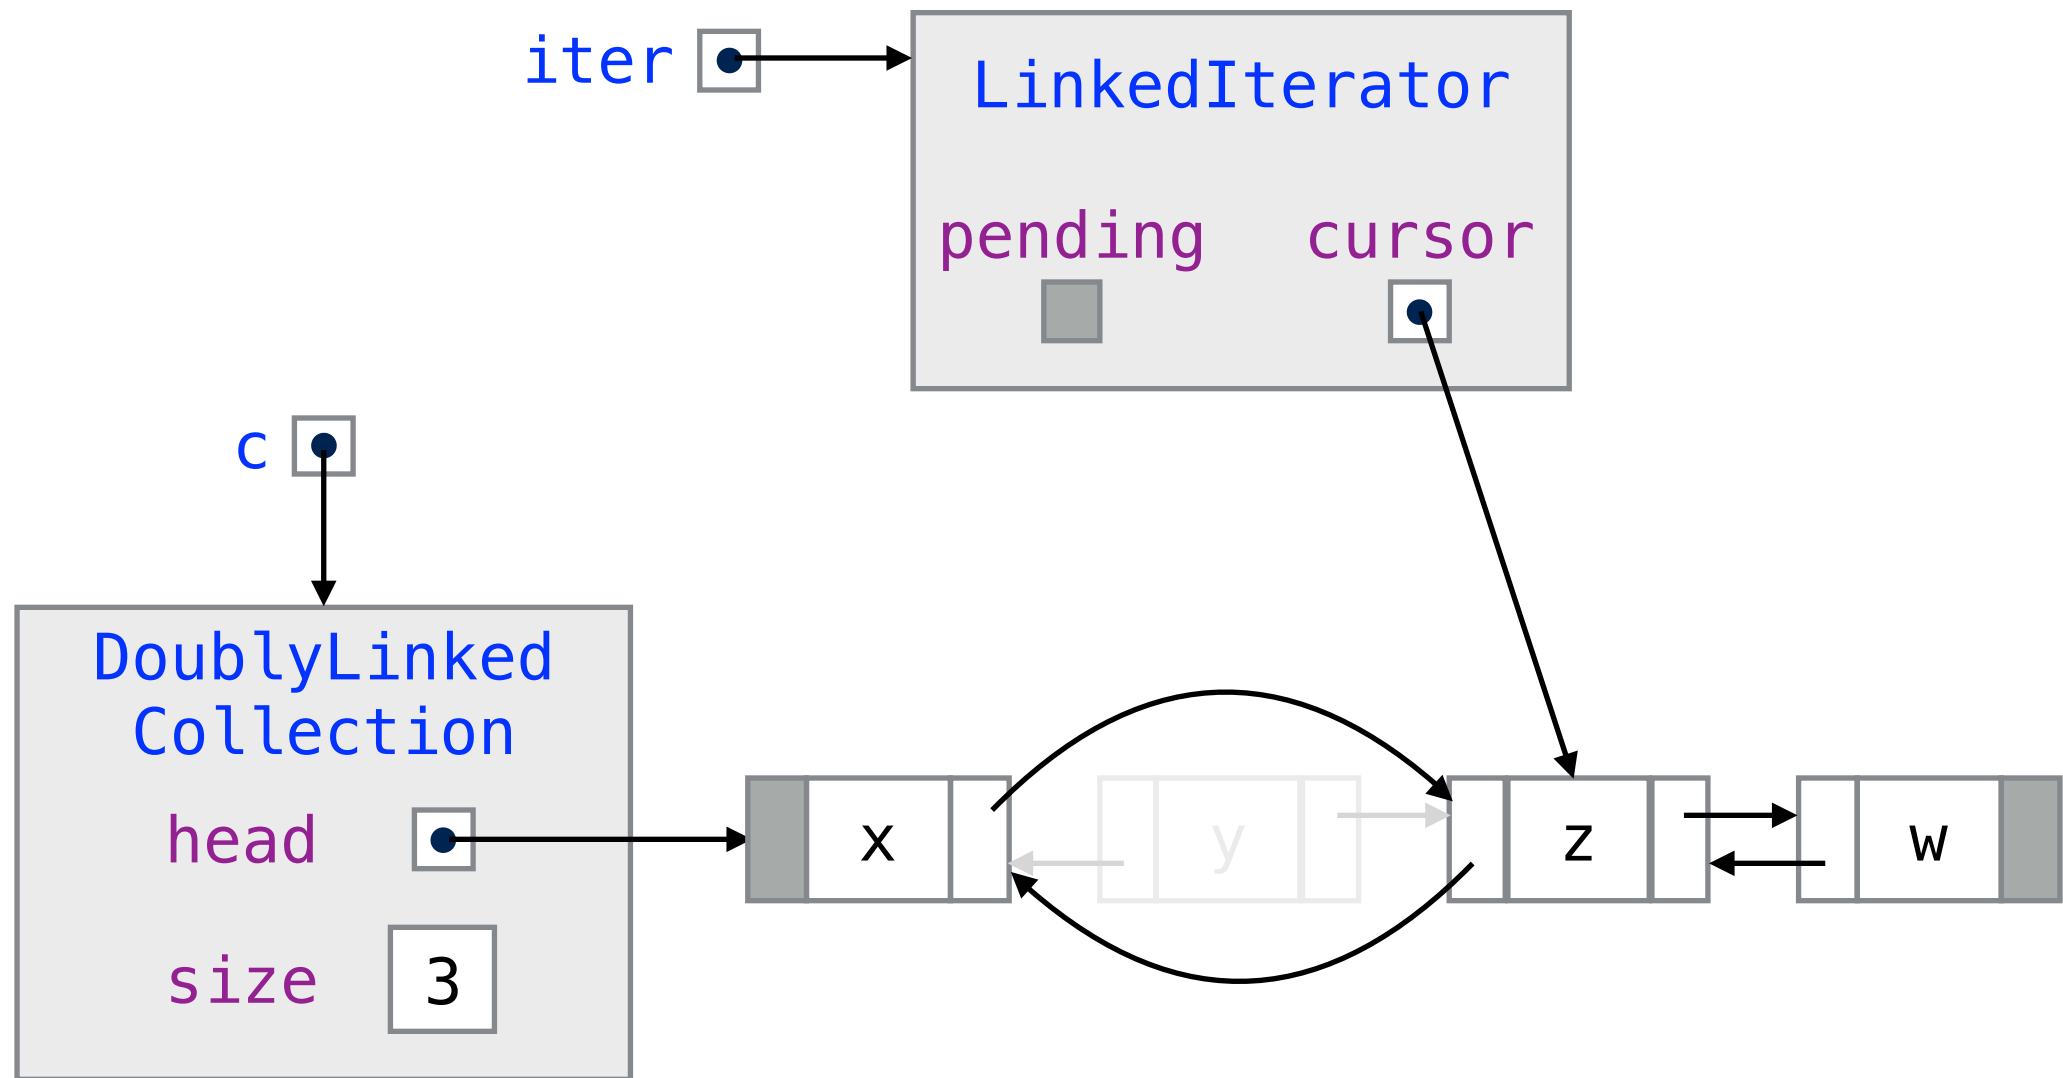 iter
LinkedIterator
pending cursor
c
DoublyLinked
Collection
head
x y z w
size 3